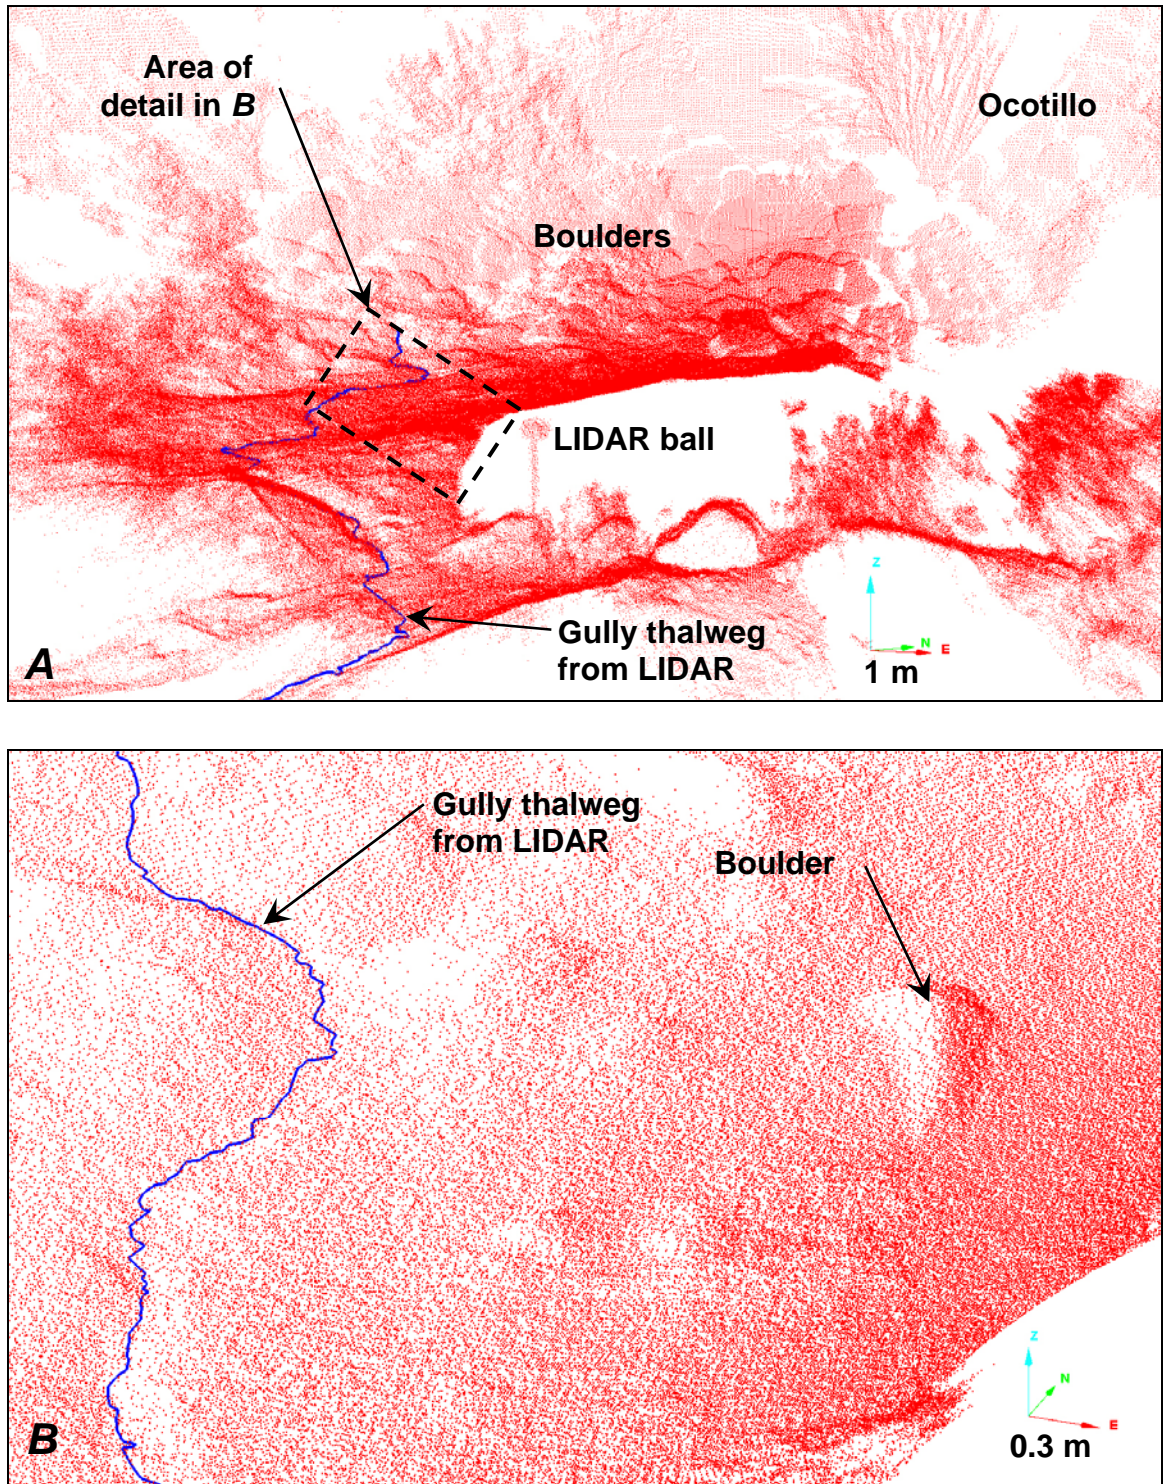 Area of
detail in B
Ocotillo
Boulders
LIDAR ball
Gully thalweg
from LIDAR
Z
N
E
1 m
A
Gully thalweg
from LIDAR
Boulder
Z
N
E
0.3 m
B